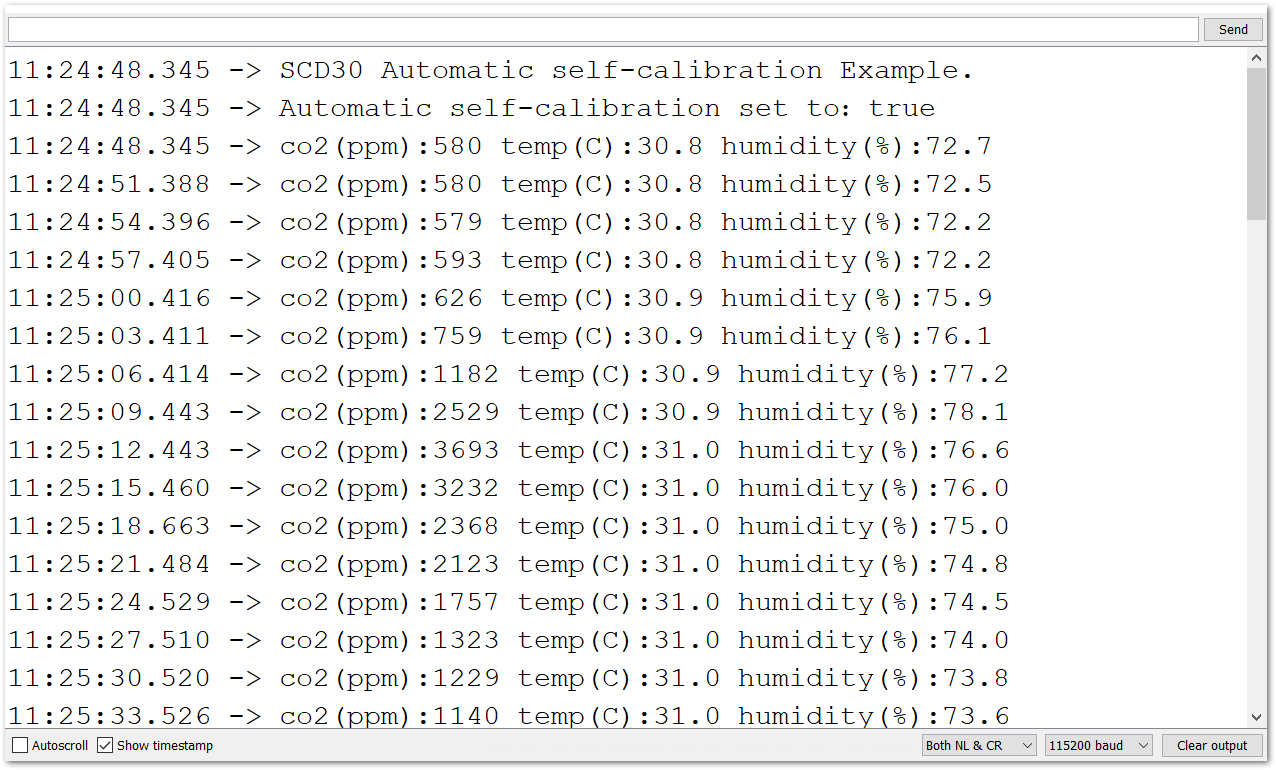 Send
11:24:48.345 -> SCD30 Automatic self-calibration Example.
11:24:48.345 -> Automatic self-calibration set to: true
11:24:48.345 -> co2(ppm):580 temp(C):30.8 humidity(%):72.7
11:24:51.388 -> co2(ppm):580 temp(C):30.8 humidity(%):72.5
11:24:54.396 -> co2(ppm):579 temp(C):30.8 humidity(%):72.2
11:24:57.405 -> co2(ppm):593 temp(C):30.8 humidity(%):72.2
11:25:00.416 -> co2(ppm):626 temp(C):30.9 humidity(%):75.9
11:25:03.411 -> co2(ppm):759 temp(C):30.9 humidity(%):76.1
11:25:06.414 -> co2(ppm):1182 temp(C):30.9 humidity(%):77.2
11:25:09.443 -> co2(ppm):2529 temp(C):30.9 humidity(%):78.1
11:25:12.443 -> co2(ppm):3693 temp(C):31.0 humidity(%):76.6
11:25:15.460 -> co2(ppm):3232 temp(C):31.0 humidity(%):76.0
11:25:18.663 -> co2(ppm):2368 temp(C):31.0 humidity(%):75.0
11:25:21.484 -> co2(ppm):2123 temp(C):31.0 humidity(%):74.8
11:25:24.529 -> co2(ppm):1757 temp(C):31.0 humidity(%):74.5
11:25:27.510 -> co2(ppm):1323 temp(C):31.0 humidity(%):74.0
11:25:30.520 -> co2(ppm):1229 temp(C):31.0 humidity(%):73.8
11:25:33.526 -> co2(ppm):1140 temp(C):31.0 humidity(%):73.6
Autoscroll Show timestamp Both NL & CR 115200 baud Clear output